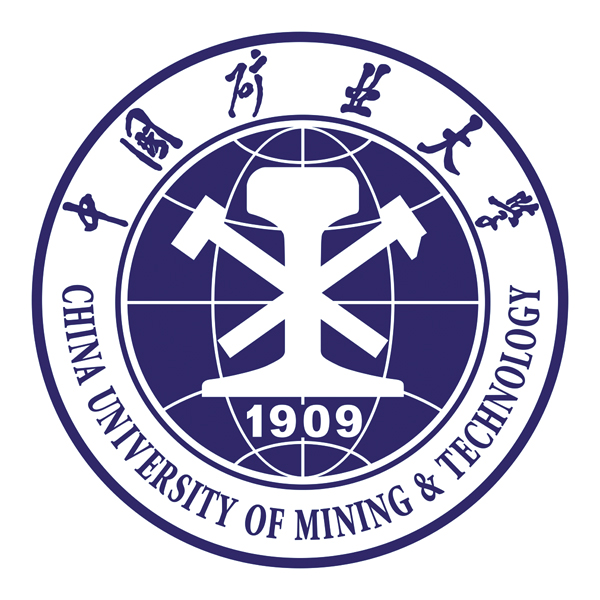 中国矿业大学
1909
CHINA UNIVERSITY OF MINING & TECHNOLOGY